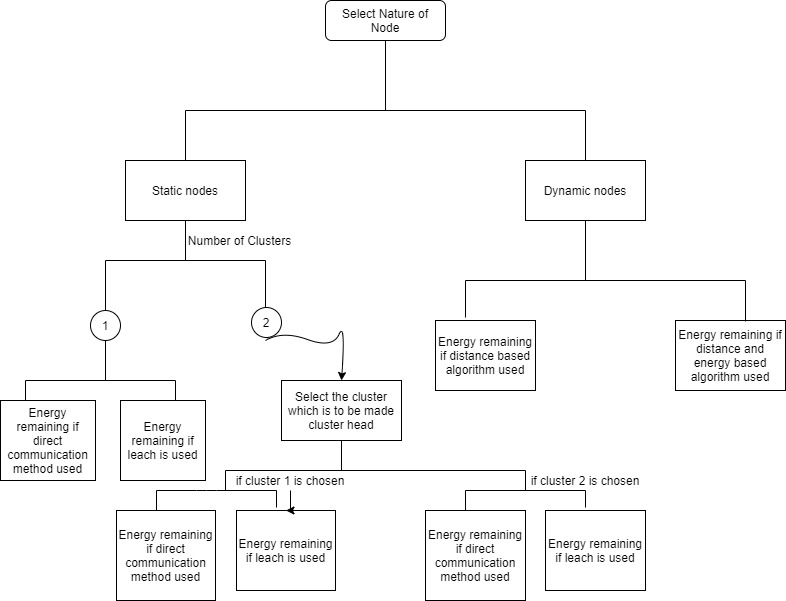 Select Nature of
Node
Static nodes
Dynamic nodes
Number of Clusters
1
2
Energy remaining
if distance based
algorithm used
Energy remaining if
distance and
energy based
algorithm used
Energy
remaining if
direct
communication
method used
Energy
remaining if
leach is used
Select the cluster
which is to be made
cluster head
if cluster 1 is chosen
if cluster 2 is chosen
Energy remaining
if direct
communication
method used
Energy remaining
if leach is used
Energy remaining
if direct
communication
method used
Energy remaining
if leach is used